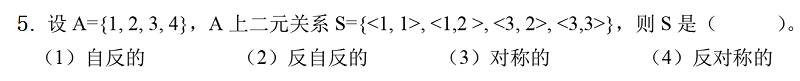 5. 设 A={1, 2, 3, 4}，A 上二元关系 S={<1, 1>, <1,2 >, <3, 2>, <3,3>}，则 S 是（　　）。
（1）自反的　　（2）反自反的　　（3）对称的　　（4）反对称的